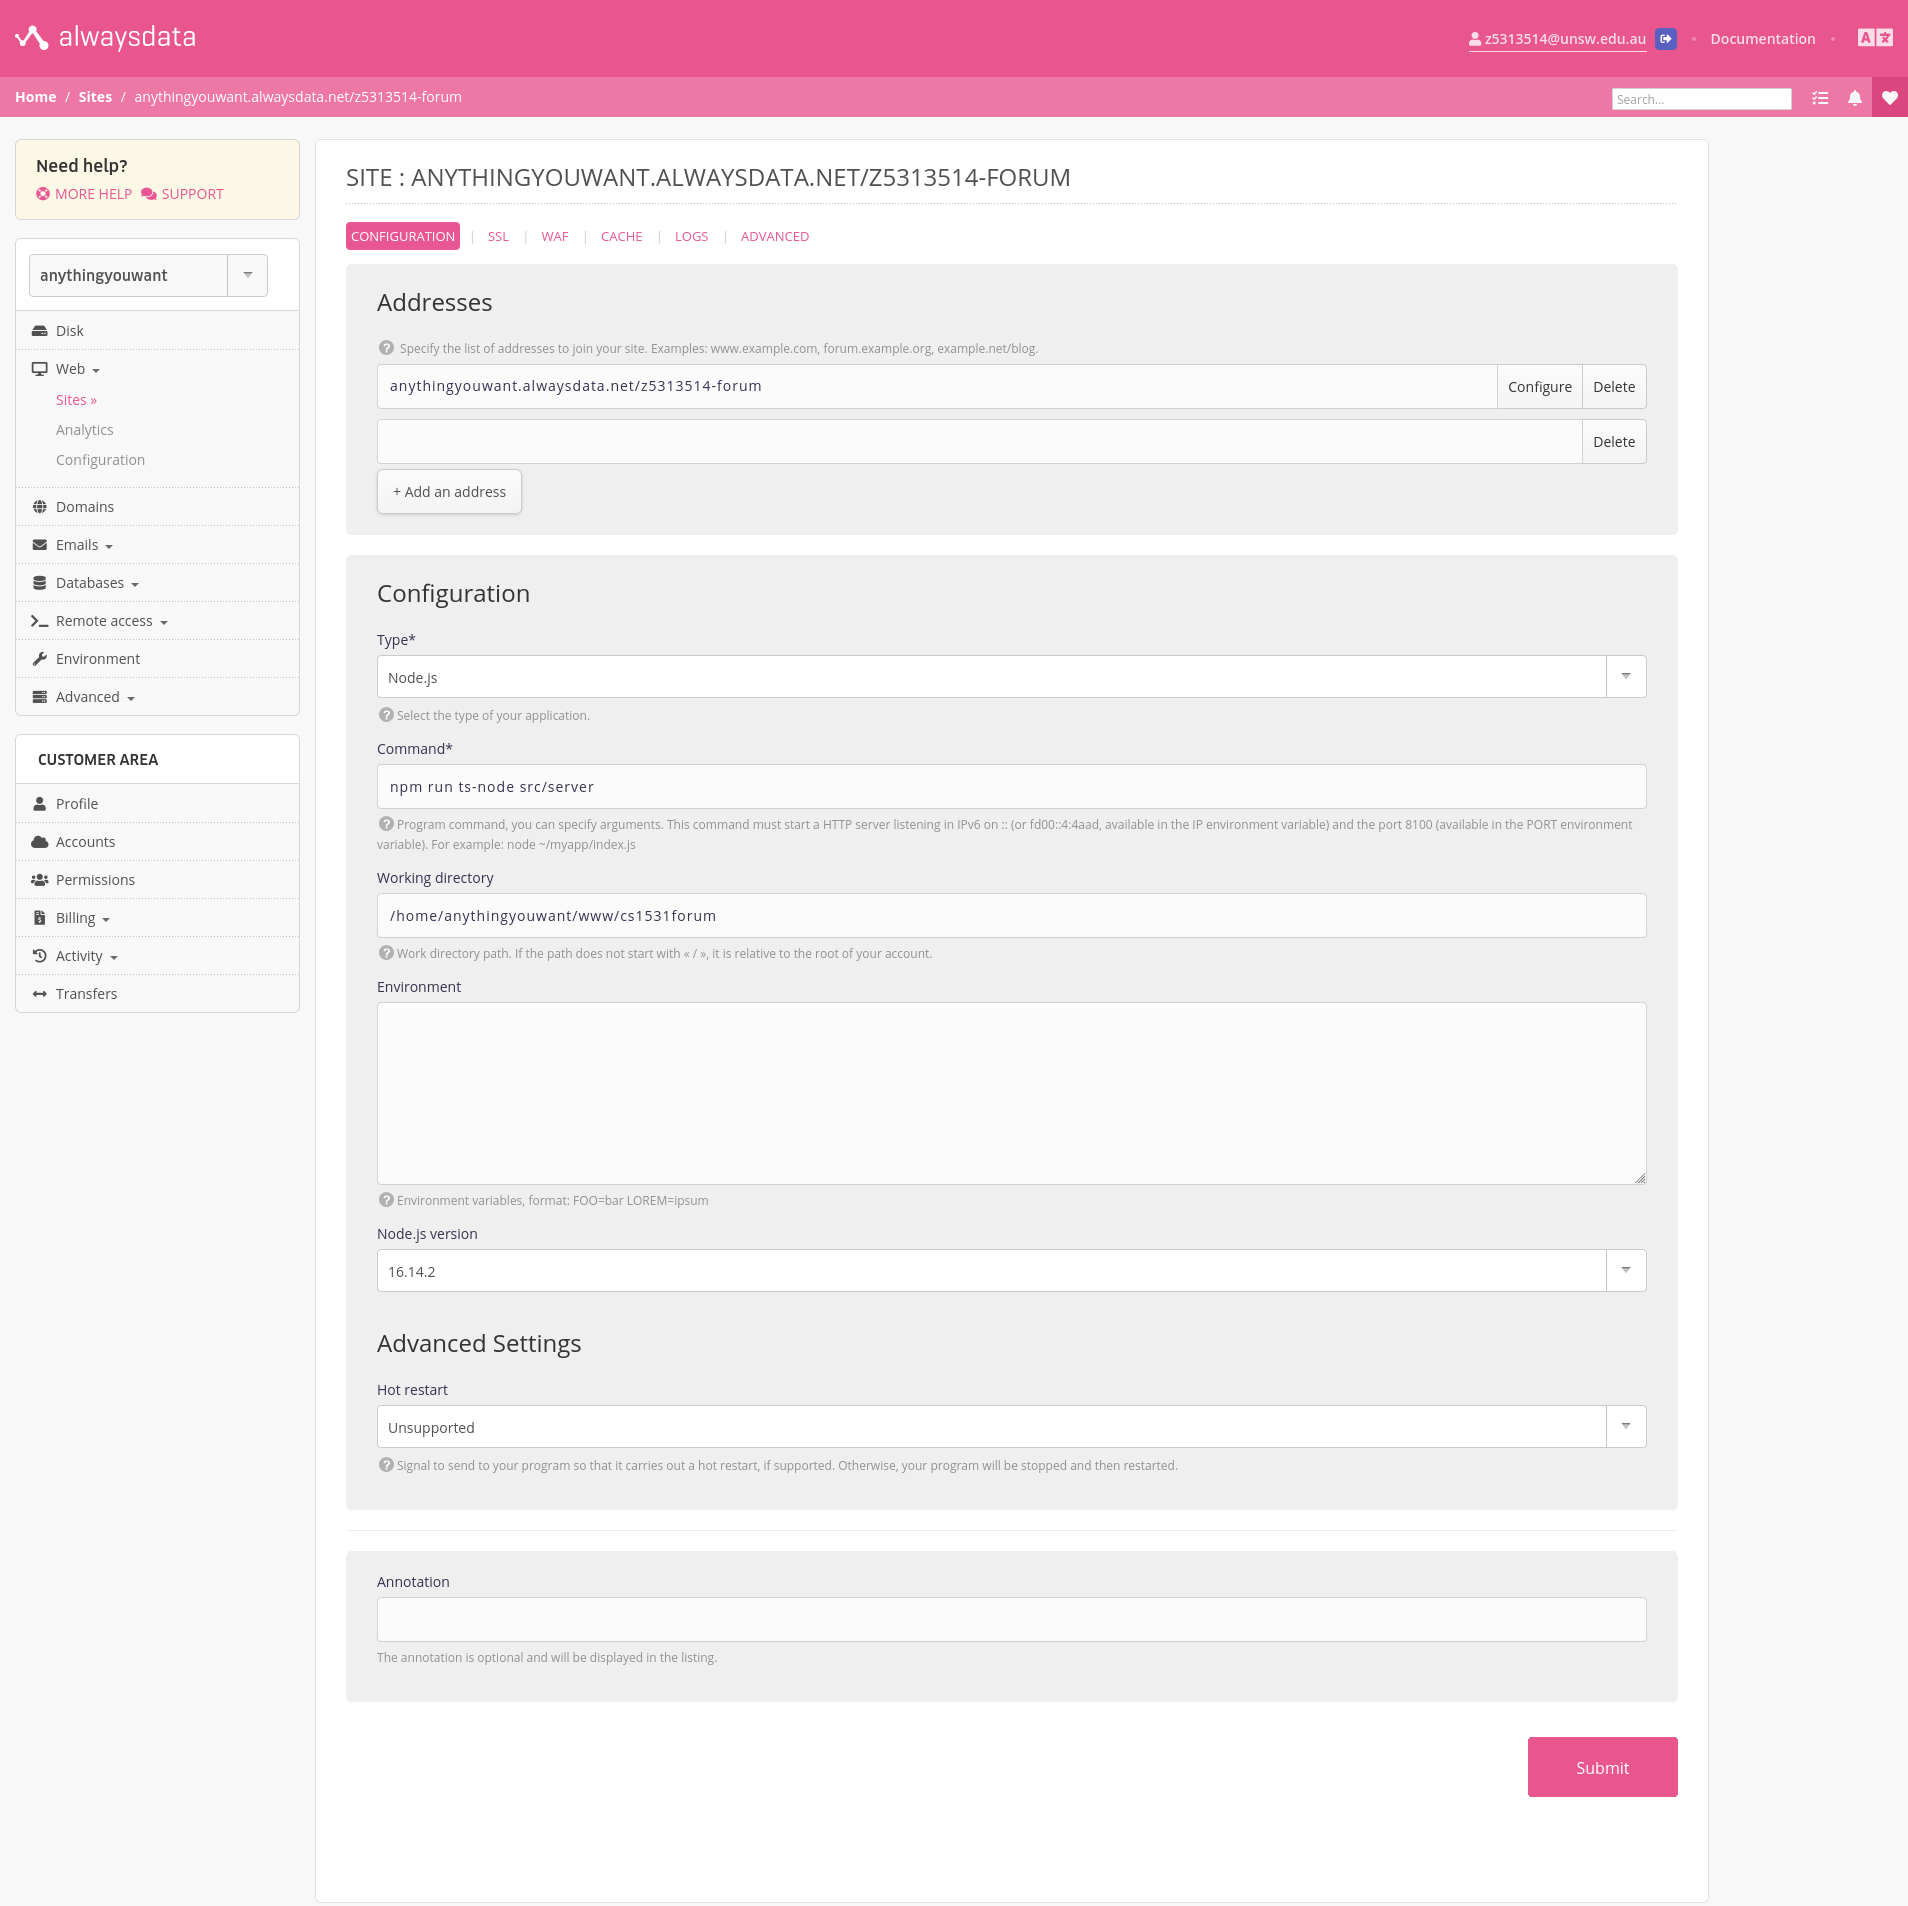 alwaysdata
z5313514@unsw.edu.au
Documentation
Home / Sites / anythingyouwant.alwaysdata.net/z5313514-forum
Search...
Need help?
MORE HELP SUPPORT
anythingyouwant
Disk
Web
Sites »
Analytics
Configuration
Domains
Emails
Databases
Remote access
Environment
Advanced
CUSTOMER AREA
Profile
Accounts
Permissions
Billing
Activity
Transfers
SITE : ANYTHINGYOUWANT.ALWAYSDATA.NET/Z5313514-FORUM
CONFIGURATION | SSL | WAF | CACHE | LOGS | ADVANCED
Addresses
Specify the list of addresses to join your site. Examples: www.example.com, forum.example.org, example.net/blog.
anythingyouwant.alwaysdata.net/z5313514-forum Configure Delete
Delete
+ Add an address
Configuration
Type*
Node.js
Select the type of your application.
Command*
npm run ts-node src/server
Program command, you can specify arguments. This command must start a HTTP server listening in IPv6 on :: (or fd00::4:4aad, available in the IP environment variable) and the port 8100 (available in the PORT environment
variable). For example: node ~/myapp/index.js
Working directory
/home/anythingyouwant/www/cs1531forum
Work directory path. If the path does not start with « / », it is relative to the root of your account.
Environment
Environment variables, format: FOO=bar LOREM=ipsum
Node.js version
16.14.2
Advanced Settings
Hot restart
Unsupported
Signal to send to your program so that it carries out a hot restart, if supported. Otherwise, your program will be stopped and then restarted.
Annotation
The annotation is optional and will be displayed in the listing.
Submit